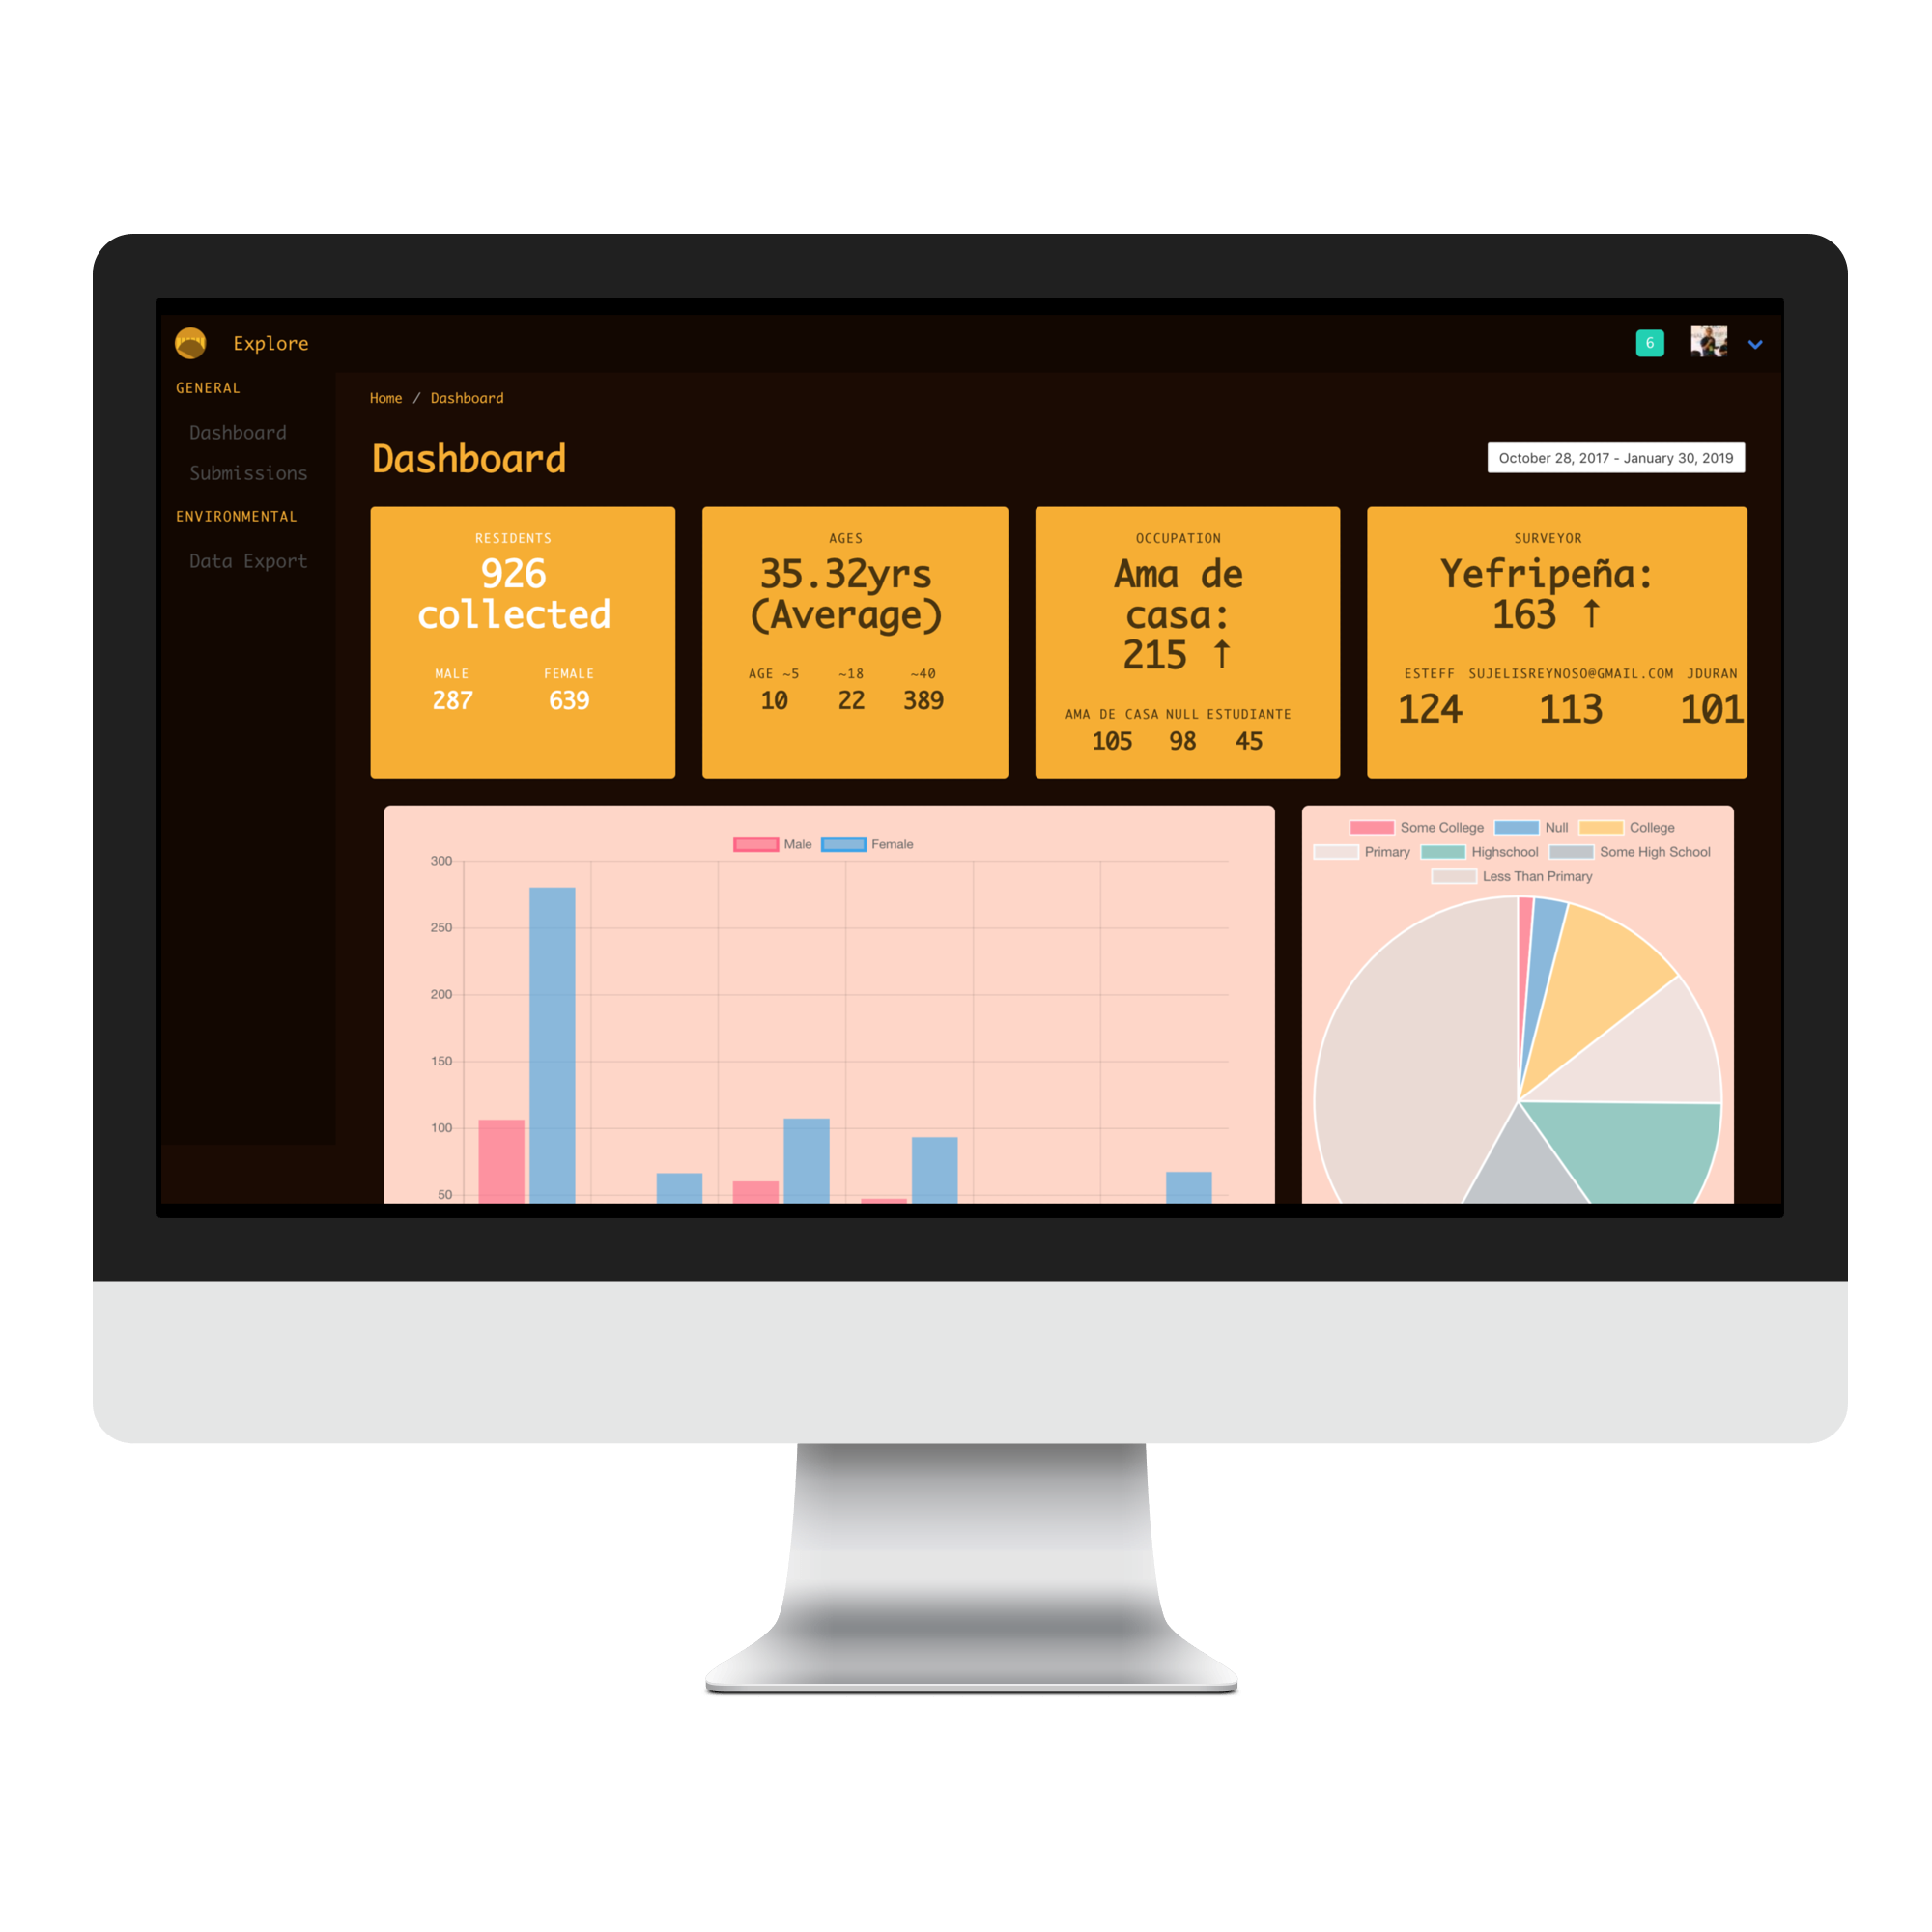 Explore
6
GENERAL
Dashboard
Submissions
ENVIRONMENTAL
Data Export
Home / Dashboard
Dashboard
October 28, 2017 - January 30, 2019
RESIDENTS
926
collected
MALE FEMALE
287 639
AGES
35.32yrs
(Average)
AGE ~5 ~18 ~40
10 22 389
OCCUPATION
Ama de
casa:
215 ↑
AMA DE CASA NULL ESTUDIANTE
105 98 45
SURVEYOR
Yefripeña:
163 ↑
ESTEFF SUJELISREYNOSO@GMAIL.COM JDURAN
124 113 101
Male Female
300
250
200
150
100
50
Some College Null College
Primary Highschool Some High School
Less Than Primary